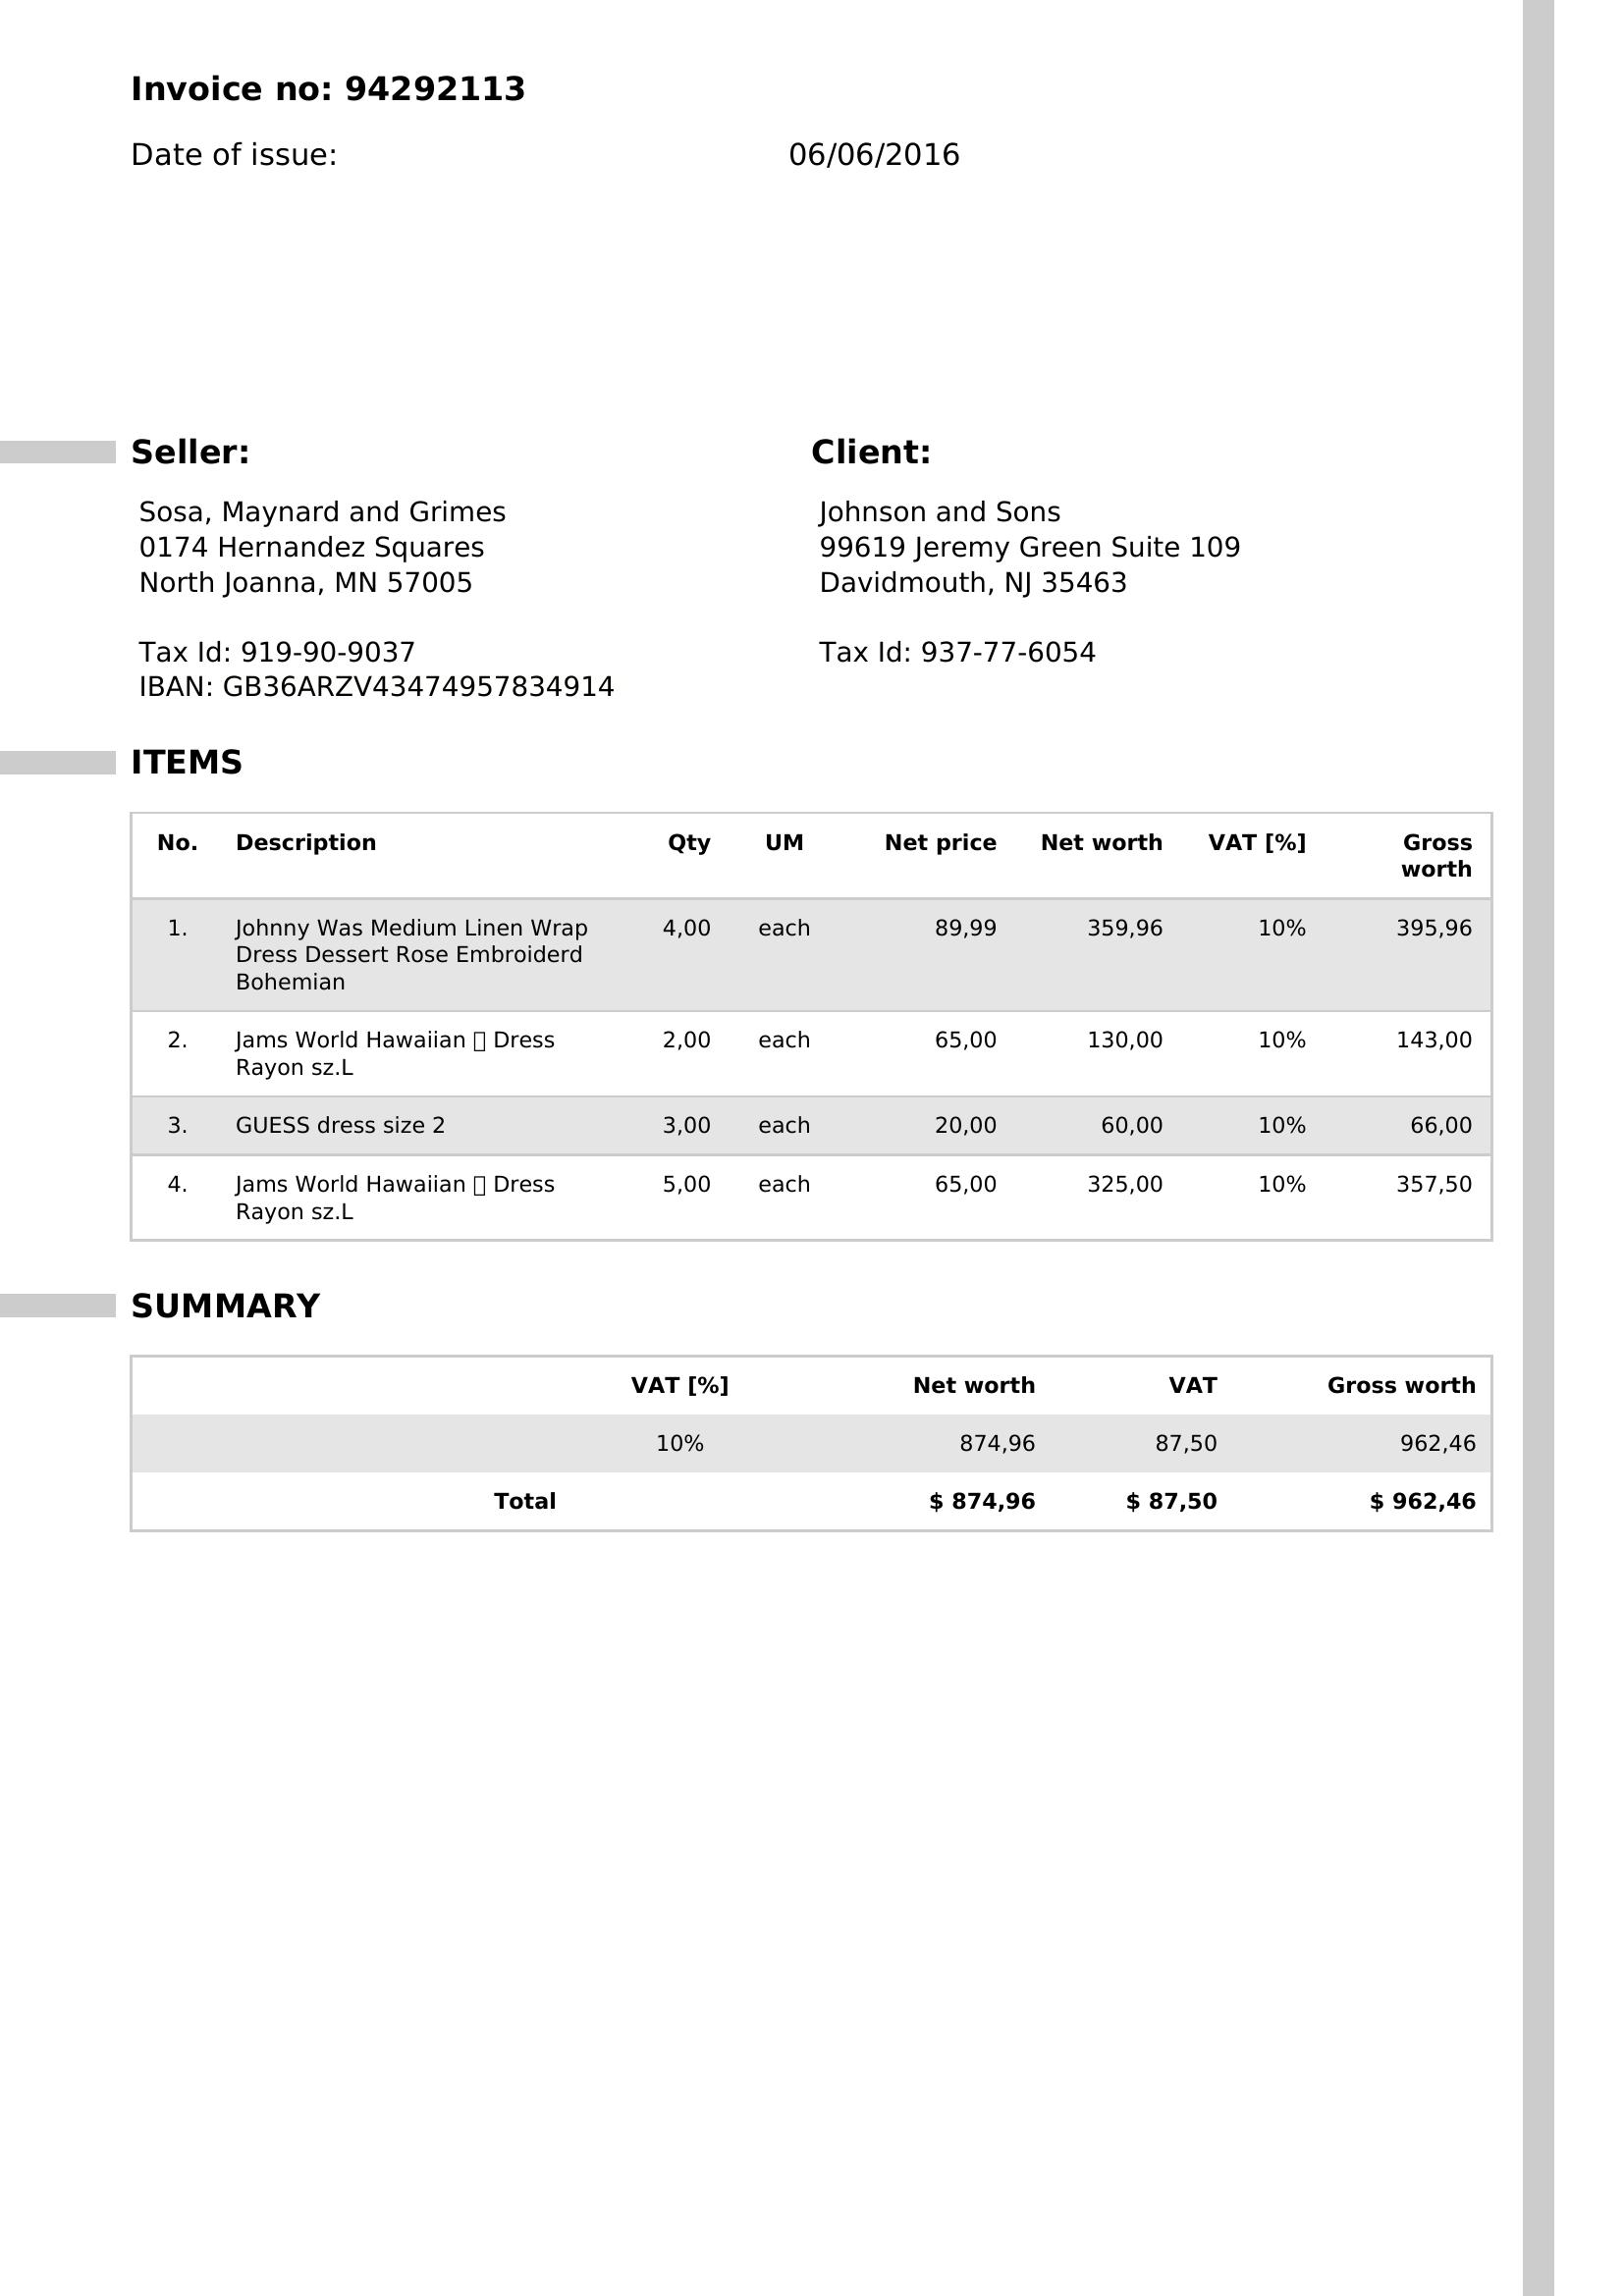 Invoice no: 94292113
Date of issue: 06/06/2016
Seller:
Sosa, Maynard and Grimes
0174 Hernandez Squares
North Joanna, MN 57005
Tax Id: 919-90-9037
IBAN: GB36ARZV43474957834914
Client:
Johnson and Sons
99619 Jeremy Green Suite 109
Davidmouth, NJ 35463
Tax Id: 937-77-6054
ITEMS
No. Description Qty UM Net price Net worth VAT [%] Gross
worth
1. Johnny Was Medium Linen Wrap 4,00 each 89,99 359,96 10% 395,96
Dress Dessert Rose Embroiderd
Bohemian
2. Jams World Hawaiian Dress 2,00 each 65,00 130,00 10% 143,00
Rayon sz.L
3. GUESS dress size 2 3,00 each 20,00 60,00 10% 66,00
4. Jams World Hawaiian Dress 5,00 each 65,00 325,00 10% 357,50
Rayon sz.L
SUMMARY
VAT [%] Net worth VAT Gross worth
10% 874,96 87,50 962,46
Total $ 874,96 $ 87,50 $ 962,46